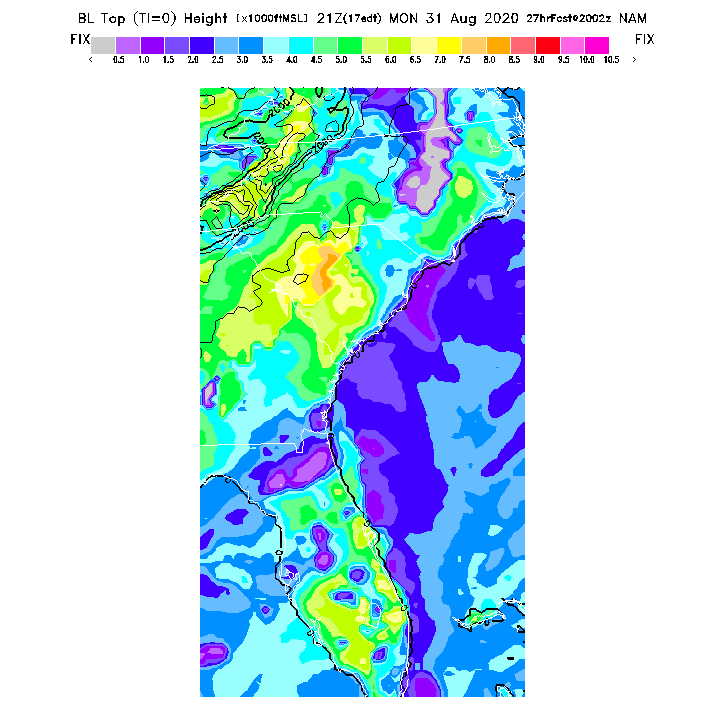 BL Top (TI=0) Height [x1000ftMSL] 21Z(17edt) MON 31 Aug 2020 27hrFcst@2002z NAM
FIX FIX
< 0.5 1.0 1.5 2.0 2.5 3.0 3.5 4.0 4.5 5.0 5.5 6.0 6.5 7.0 7.5 8.0 8.5 9.0 9.5 10.0 10.5 >
2000